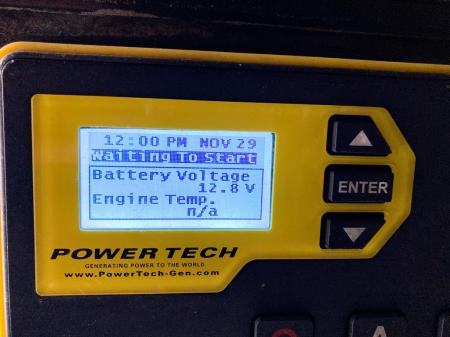 12:00 PM NOV 29
Waiting To Start
Battery Voltage
12.8 V
Engine Temp.
n/a
ENTER
POWER TECH
GENERATING POWER TO THE WORLD
www.PowerTech-Gen.com